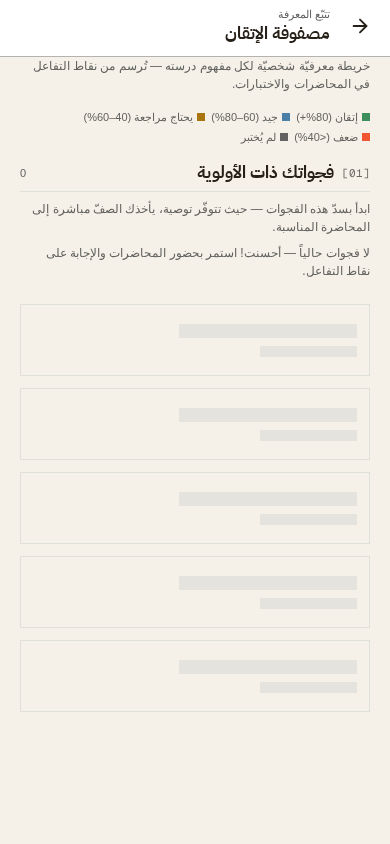 تتبّع المعرفة
مصفوفة الإتقان
خريطة معرفيّة شخصيّة لكل مفهوم درسته — تُرسم من نقاط التفاعل
في المحاضرات والاختبارات.
إتقان (80%+) جيد (60–80%) يحتاج مراجعة (40–60%)
ضعف (<40%) لم يُختبر
[01] فجواتك ذات الأولوية 0
ابدأ بسدّ هذه الفجوات — حيث تتوفّر توصية، يأخذك الصفّ مباشرة إلى
المحاضرة المناسبة.
لا فجوات حالياً — أحسنت! استمر بحضور المحاضرات والإجابة على
نقاط التفاعل.